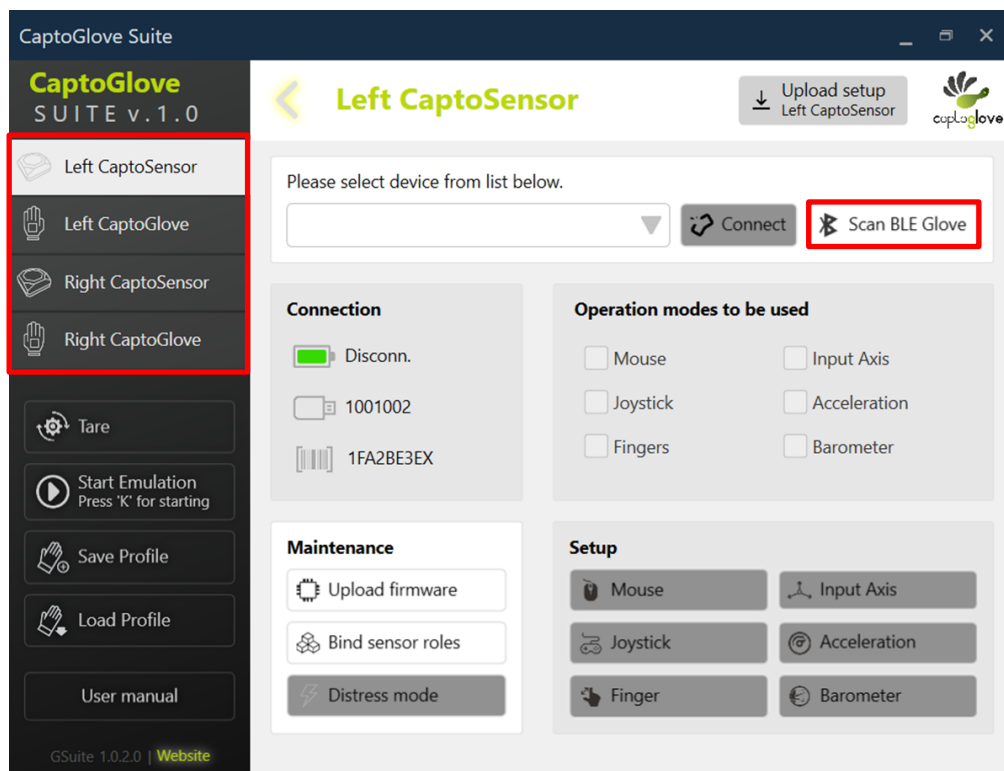 CaptoGlove Suite
CaptoGlove
SUITE v.1.0
Left CaptoSensor
Left CaptoGlove
Right CaptoSensor
Right CaptoGlove
Tare
Start Emulation
Press 'K' for starting
Save Profile
Load Profile
User manual
GSuite 1.0.2.0 | Website
Left CaptoSensor
Upload setup
Left CaptoSensor
captoglove
Please select device from list below.
Connect
Scan BLE Glove
Connection
Disconn.
1001002
1FA2BE3EX
Operation modes to be used
Mouse
Input Axis
Joystick
Acceleration
Fingers
Barometer
Maintenance
Upload firmware
Bind sensor roles
Distress mode
Setup
Mouse
Input Axis
Joystick
Acceleration
Finger
Barometer